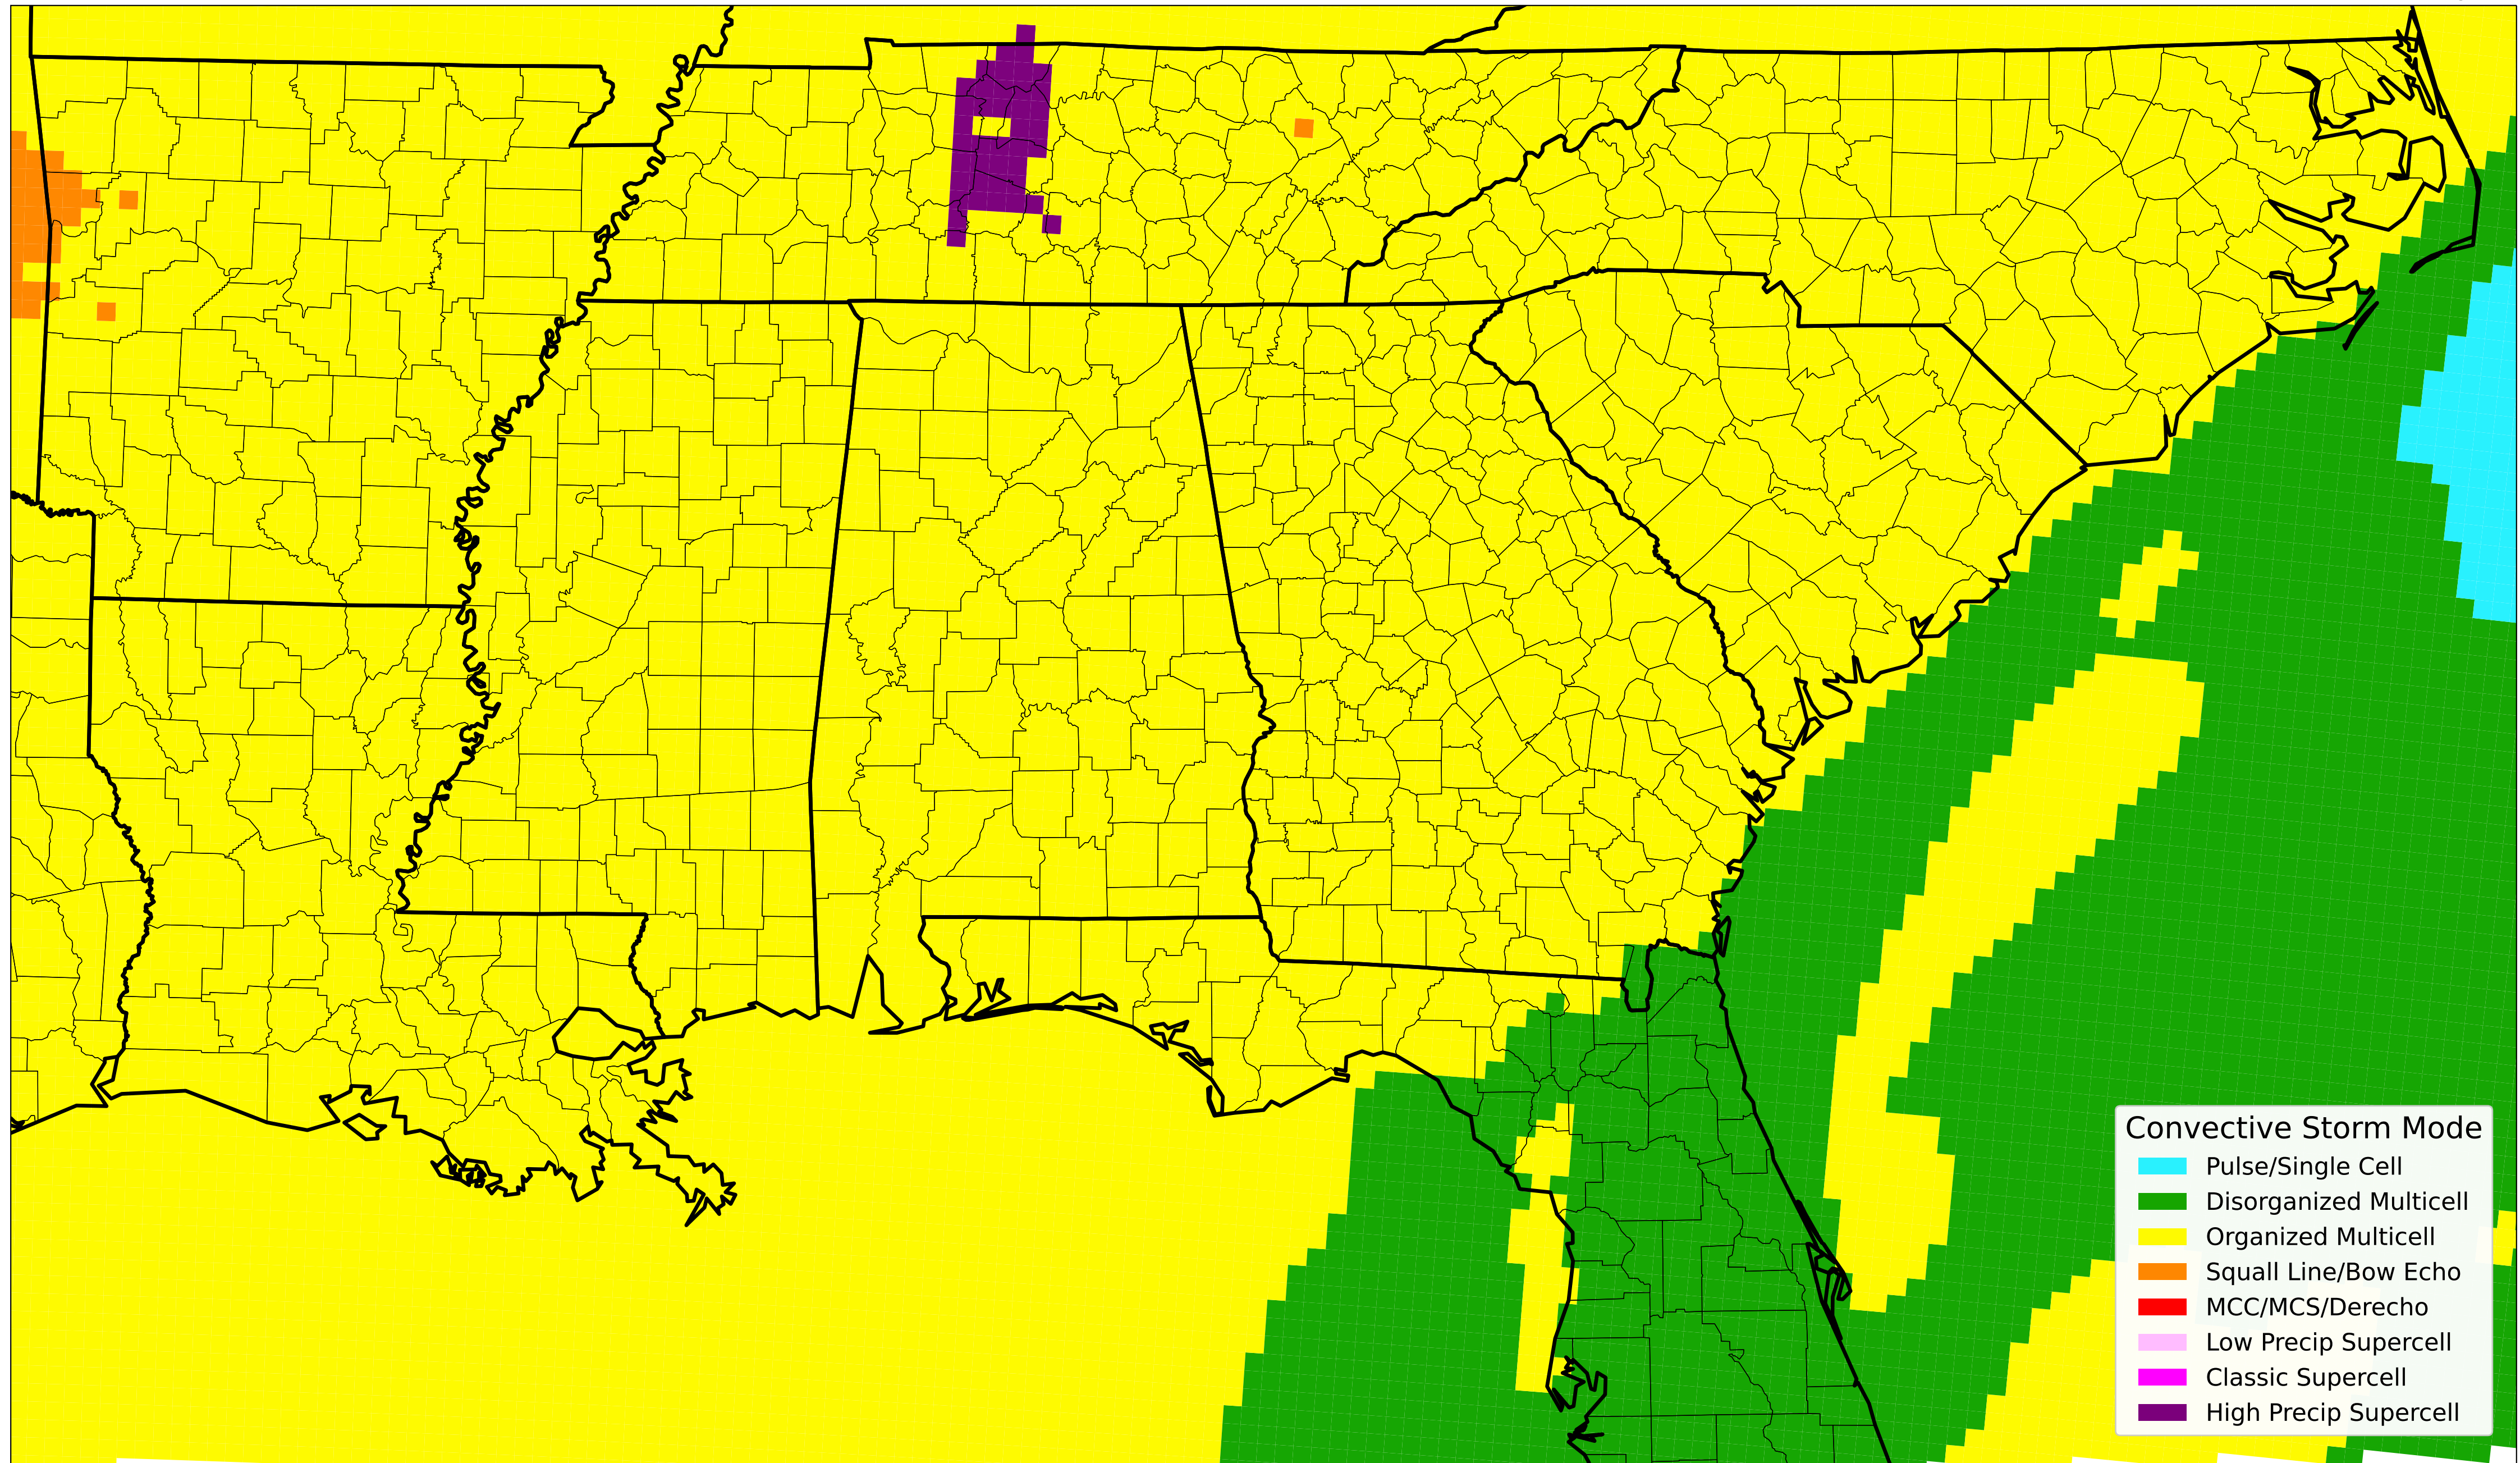 Convective Storm Mode
Pulse/Single Cell
Disorganized Multicell
Organized Multicell
Squall Line/Bow Echo
MCC/MCS/Derecho
Low Precip Supercell
Classic Supercell
High Precip Supercell